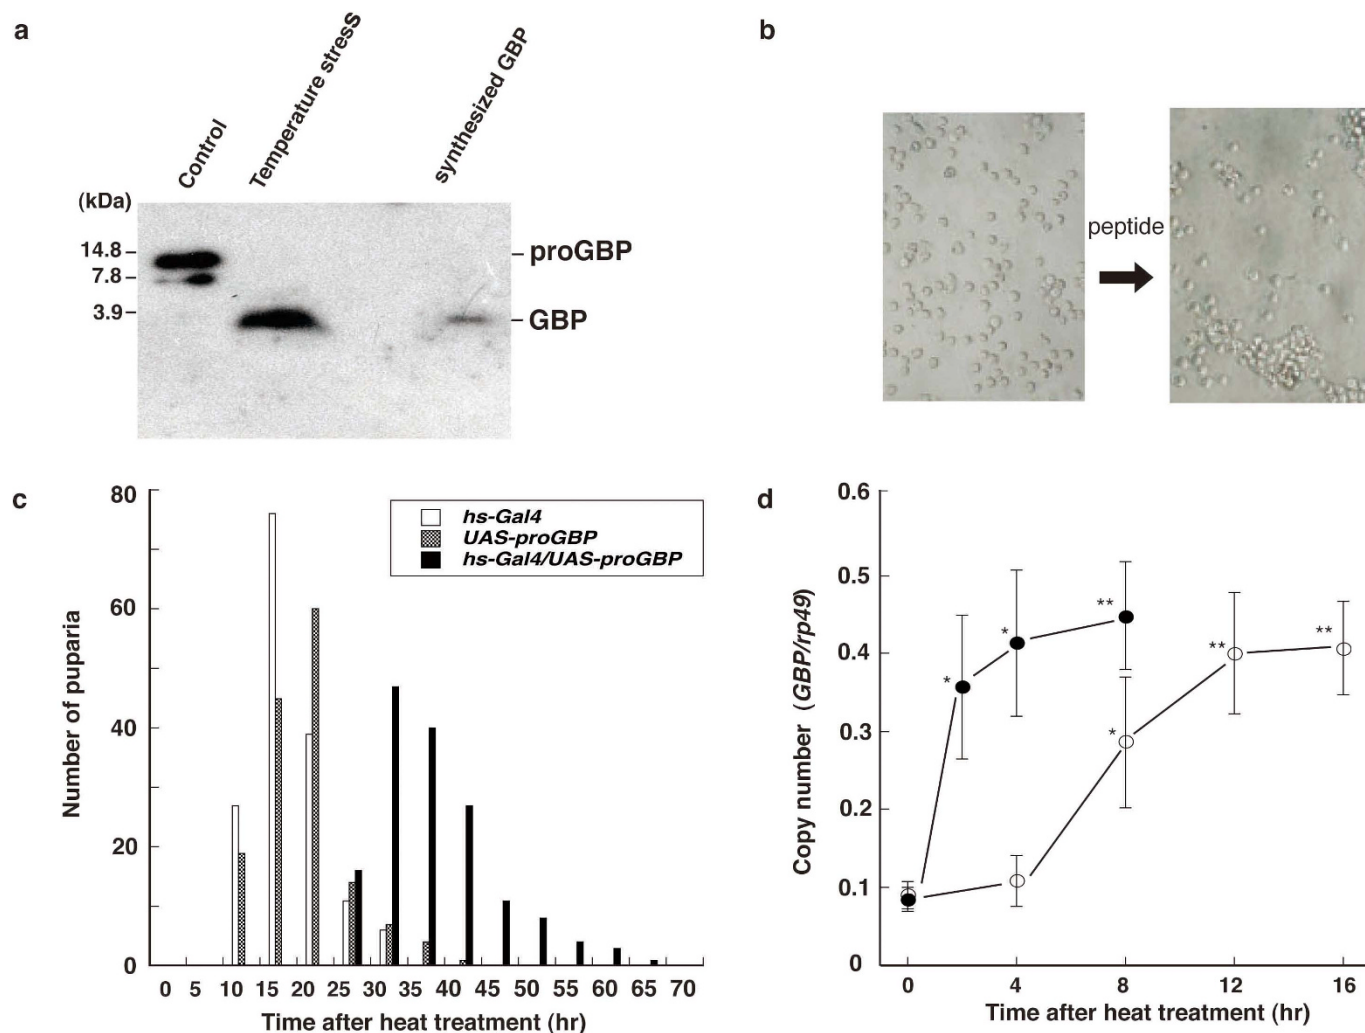 a
Control
Temperature stresS
synthesized GBP
(kDa)
14.8
7.8
3.9
proGBP
GBP
b
peptide
c
80
60
40
20
0
Number of puparia
hs-Gal4
UAS-proGBP
hs-Gal4/UAS-proGBP
0 5 10 15 20 25 30 35 40 45 50 55 60 65 70
Time after heat treatment (hr)
d
0.6
0.5
0.4
0.3
0.2
0.1
0
Copy number (GBP/rp49)
*
*
**
*
**
**
0 4 8 12 16
Time after heat treatment (hr)